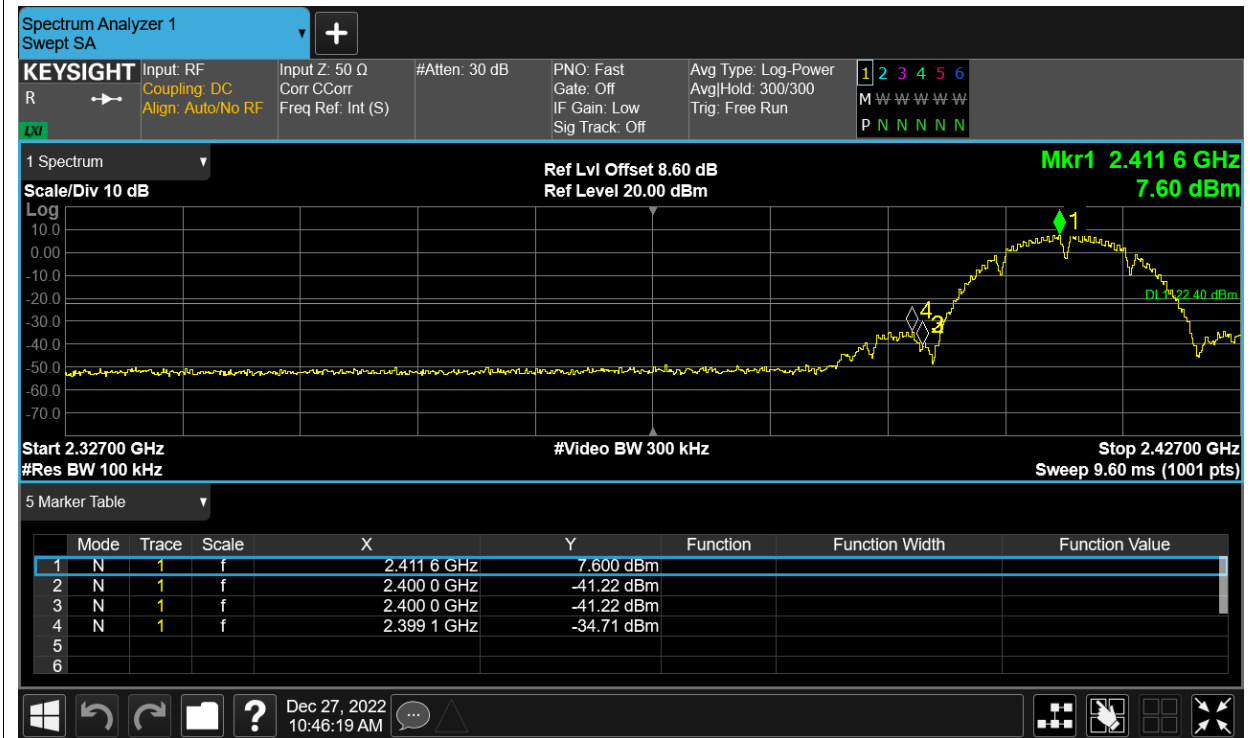 Spectrum Analyzer 1
Swept SA
+
KEYSIGHT Input: RF Input Z: 50 Ω #Atten: 30 dB PNO: Fast Avg Type: Log-Power 1 2 3 4 5 6
R Coupling: DC Corr CCorr Gate: Off Avg|Hold: 300/300 M W W W W W W
Align: Auto/No RF Freq Ref: Int (S) IF Gain: Low Trig: Free Run
LXI Sig Track: Off P N N N N N N
1 Spectrum Ref Lvl Offset 8.60 dB Mkr1 2.411 6 GHz
Scale/Div 10 dB Ref Level 20.00 dBm 7.60 dBm
Log
10.0 1
0.00
-10.0
-20.0 DL1 -22.40 dBm
-30.0 4
-40.0
-50.0
-60.0
-70.0
Start 2.32700 GHz #Video BW 300 kHz Stop 2.42700 GHz
#Res BW 100 kHz Sweep 9.60 ms (1001 pts)
5 Marker Table
Mode Trace Scale X Y Function Function Width Function Value
1 N 1 f 2.411 6 GHz 7.600 dBm
2 N 1 f 2.400 0 GHz -41.22 dBm
3 N 1 f 2.400 0 GHz -41.22 dBm
4 N 1 f 2.399 1 GHz -34.71 dBm
5
6
? Dec 27, 2022
10:46:19 AM